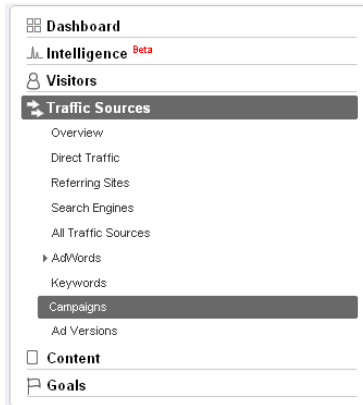 Dashboard
Intelligence Beta
Visitors
Traffic Sources
Overview
Direct Traffic
Referring Sites
Search Engines
All Traffic Sources
AdWords
Keywords
Campaigns
Ad Versions
Content
Goals